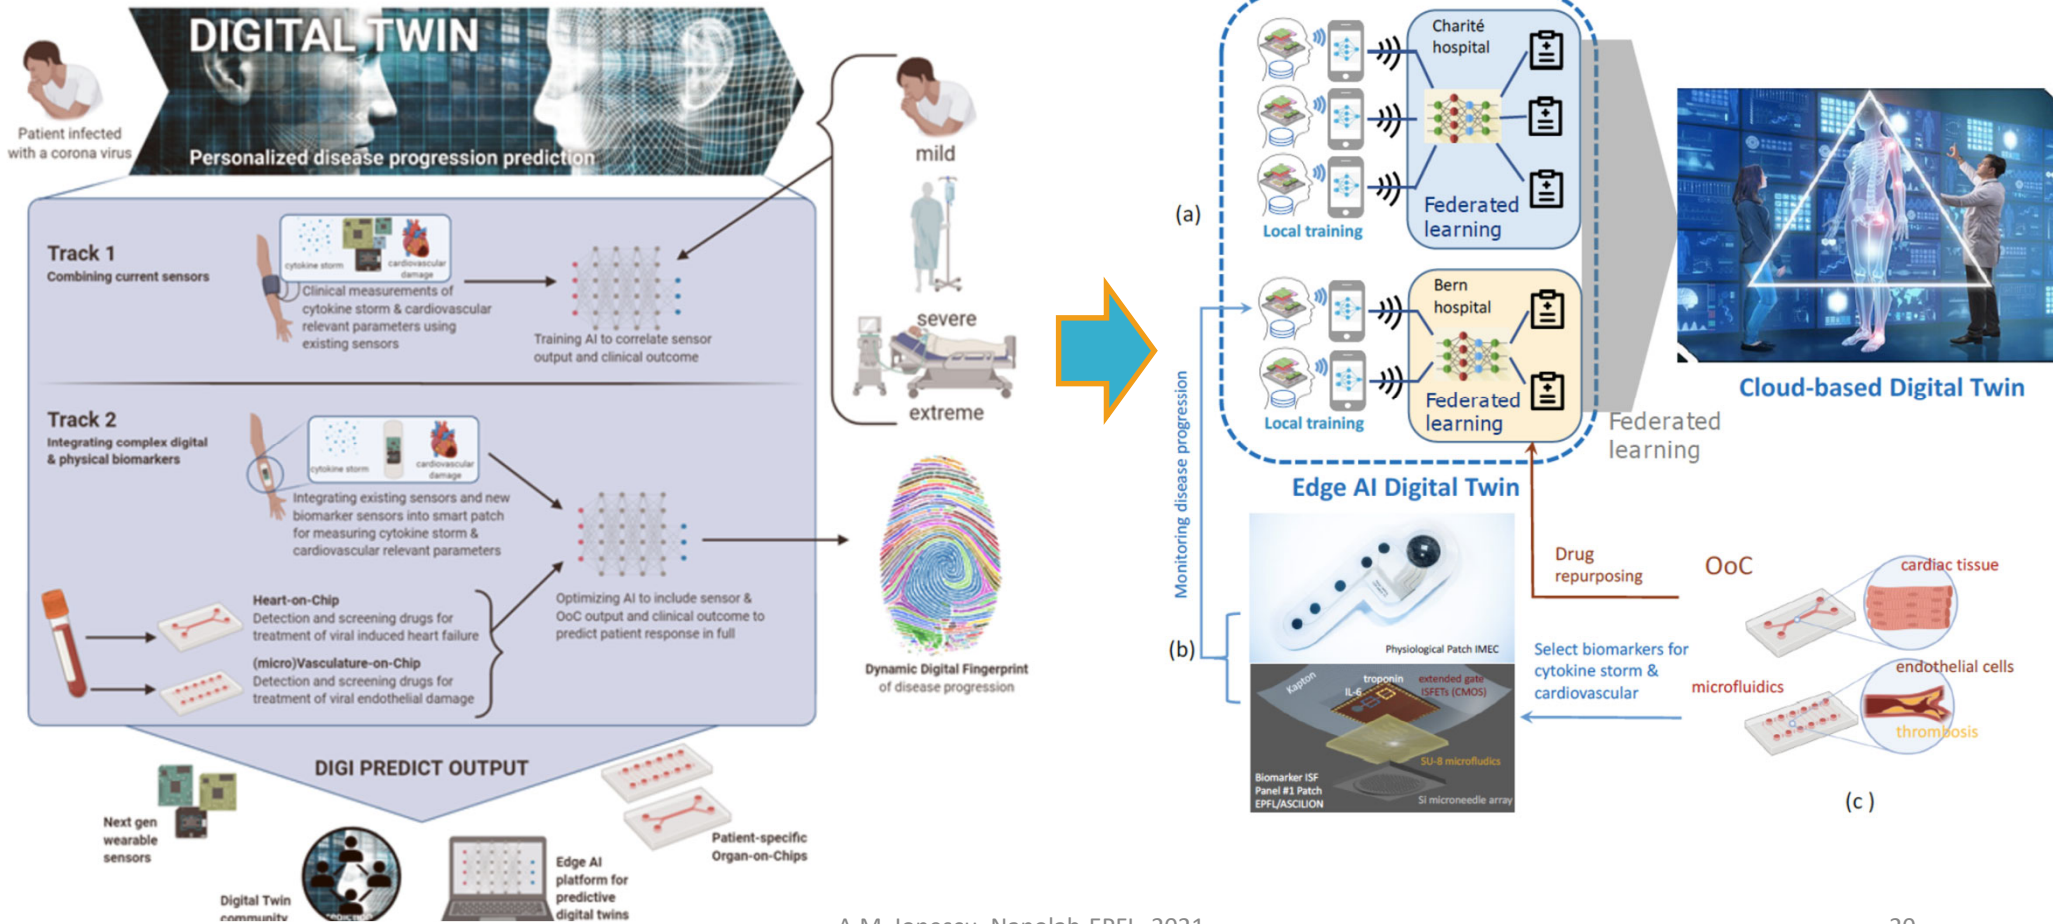 DIGITAL TWIN
Personalized disease progression prediction
Patient infected
with a corona virus
mild
severe
extreme
Track 1
Combining current sensors
cytokine storm
cardiovascular
damage
Clinical measurements of
cytokine storm & cardiovascular
relevant parameters using
existing sensors
Training AI to correlate sensor
output and clinical outcome
Track 2
Integrating complex digital
& physical biomarkers
cytokine storm
cardiovascular
damage
Integrating existing sensors and new
biomarker sensors into smart patch
for measuring cytokine storm &
cardiovascular relevant parameters
Heart-on-Chip
Detection and screening drugs for
treatment of viral induced heart failure
(micro)Vasculature-on-Chip
Detection and screening drugs for
treatment of viral endothelial damage
Optimizing AI to include sensor &
OoC output and clinical outcome to
predict patient response in full
Dynamic Digital Fingerprint
of disease progression
DIGI PREDICT OUTPUT
Next gen
wearable
sensors
Digital Twin
community
Edge AI
platform for
predictive
digital twins
Patient-specific
Organ-on-Chips
(a)
Charité
hospital
Federated
learning
Local training
Bern
hospital
Federated
learning
Local training
Edge AI Digital Twin
Federated
learning
Cloud-based Digital Twin
Monitoring disease progression
(b)
Physiological Patch IMEC
Kapton
troponin
IL-6
extended gate
ISFETs (CMOS)
SU-8 microfludics
Si microneedle array
Biomarker ISF
Panel #1 Patch
EPFL/ASCILION
Drug
repurposing
OoC
cardiac tissue
Select biomarkers for
cytokine storm &
cardiovascular
endothelial cells
microfluidics
thrombosis
(c )
A.M. Ionescu, Nanolab EPFL, 2021